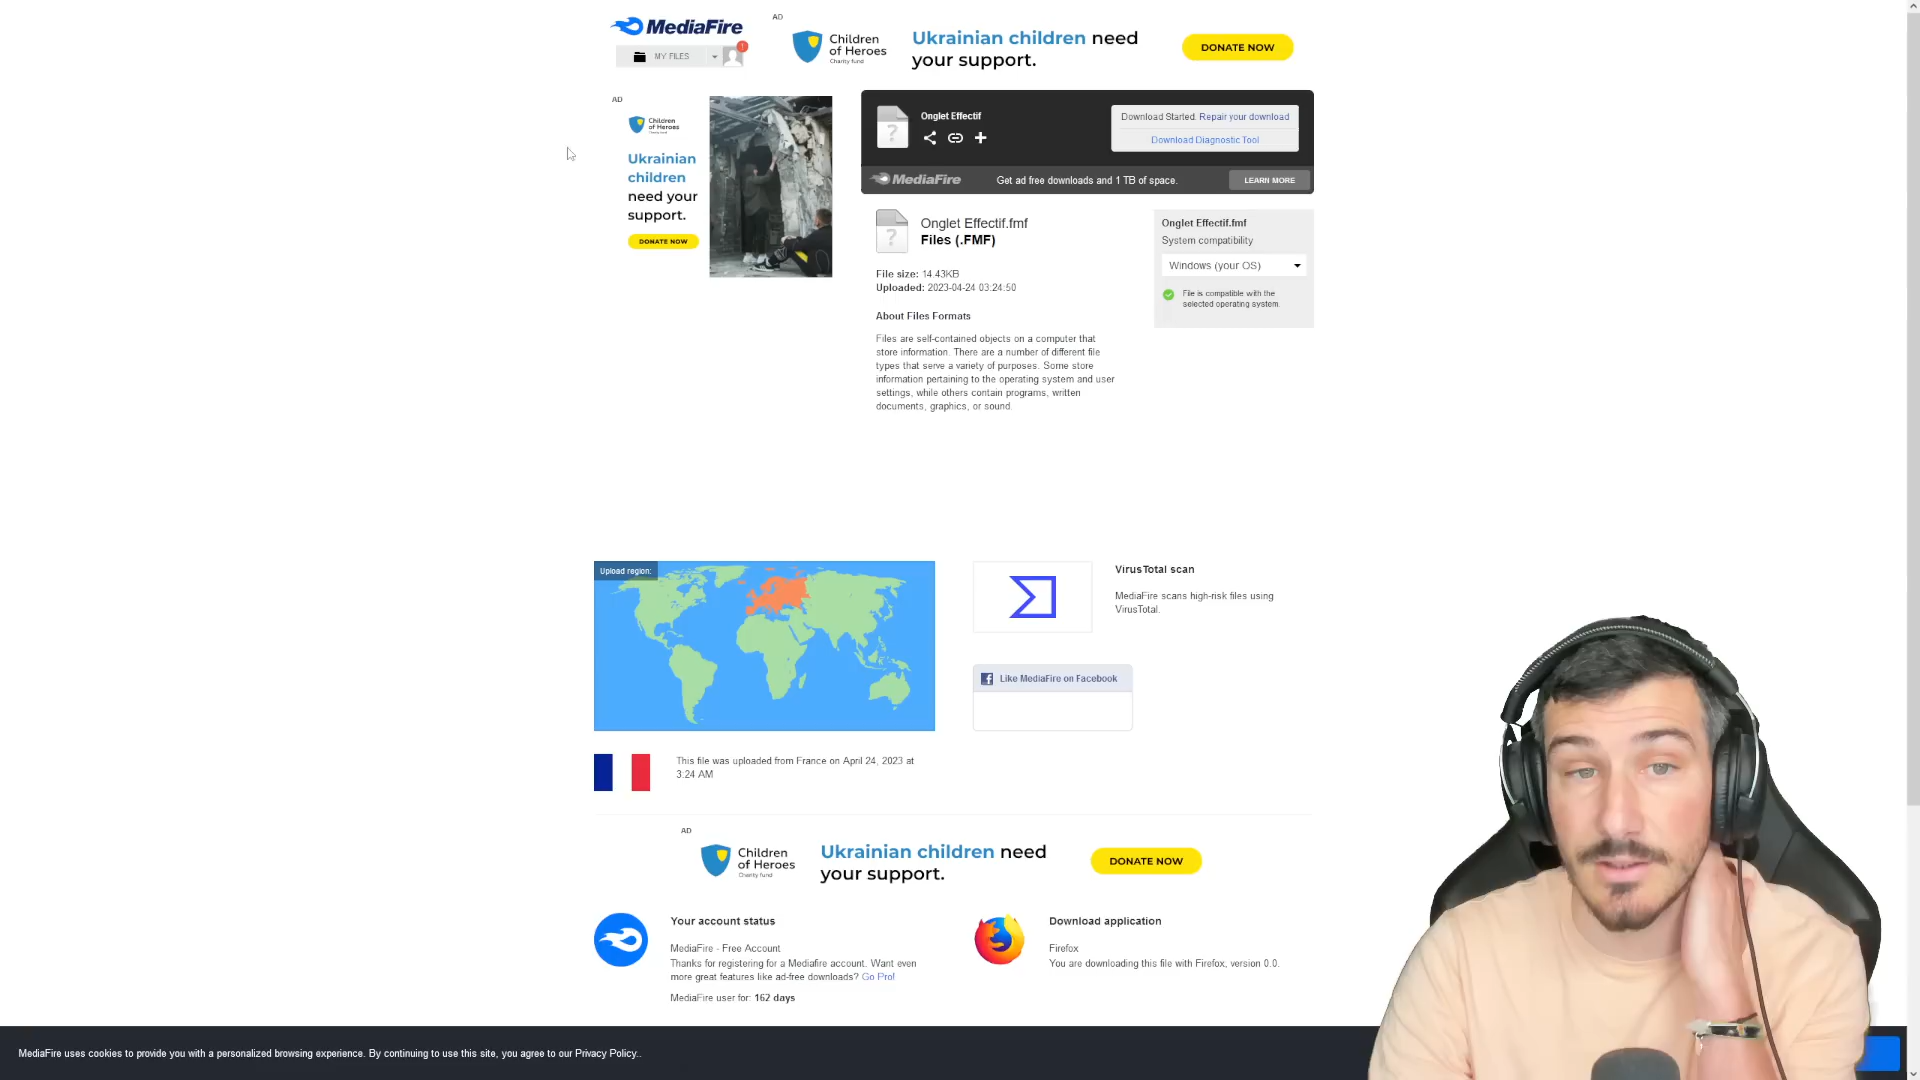 MediaFire
AD
Children of Heroes
Charity fund
Ukrainian children need
your support.
DONATE NOW
MY FILES
1
AD
Children of Heroes
Ukrainian
children
need your
support.
DONATE NOW
Onglet Effectif
Download Started. Repair your download
Download Diagnostic Tool
MediaFire
Get ad free downloads and 1 TB of space.
LEARN MORE
Onglet Effectif.fmf
Files (.FMF)
File size: 14.43KB
Uploaded: 2023-04-24 03:24:50
About Files Formats
Files are self-contained objects on a computer that
store information. There are a number of different file
types that serve a variety of purposes. Some store
information pertaining to the operating system and user
settings, while others contain programs, written
documents, graphics, or sound.
Onglet Effectif.fmf
System compatibility
Windows (your OS)
File is compatible with the
selected operating system.
Upload region:
VirusTotal scan
MediaFire scans high-risk files using
VirusTotal.
Like MediaFire on Facebook
This file was uploaded from France on April 24, 2023 at
3:24 AM
AD
Children of Heroes
Charity fund
Ukrainian children need
your support.
DONATE NOW
Your account status
MediaFire - Free Account
Thanks for registering for a Mediafire account. Want even
more great features like ad-free downloads? Go Pro!
MediaFire user for: 162 days
Download application
Firefox
You are downloading this file with Firefox, version 0.0.
MediaFire uses cookies to provide you with a personalized browsing experience. By continuing to use this site, you agree to our Privacy Policy..